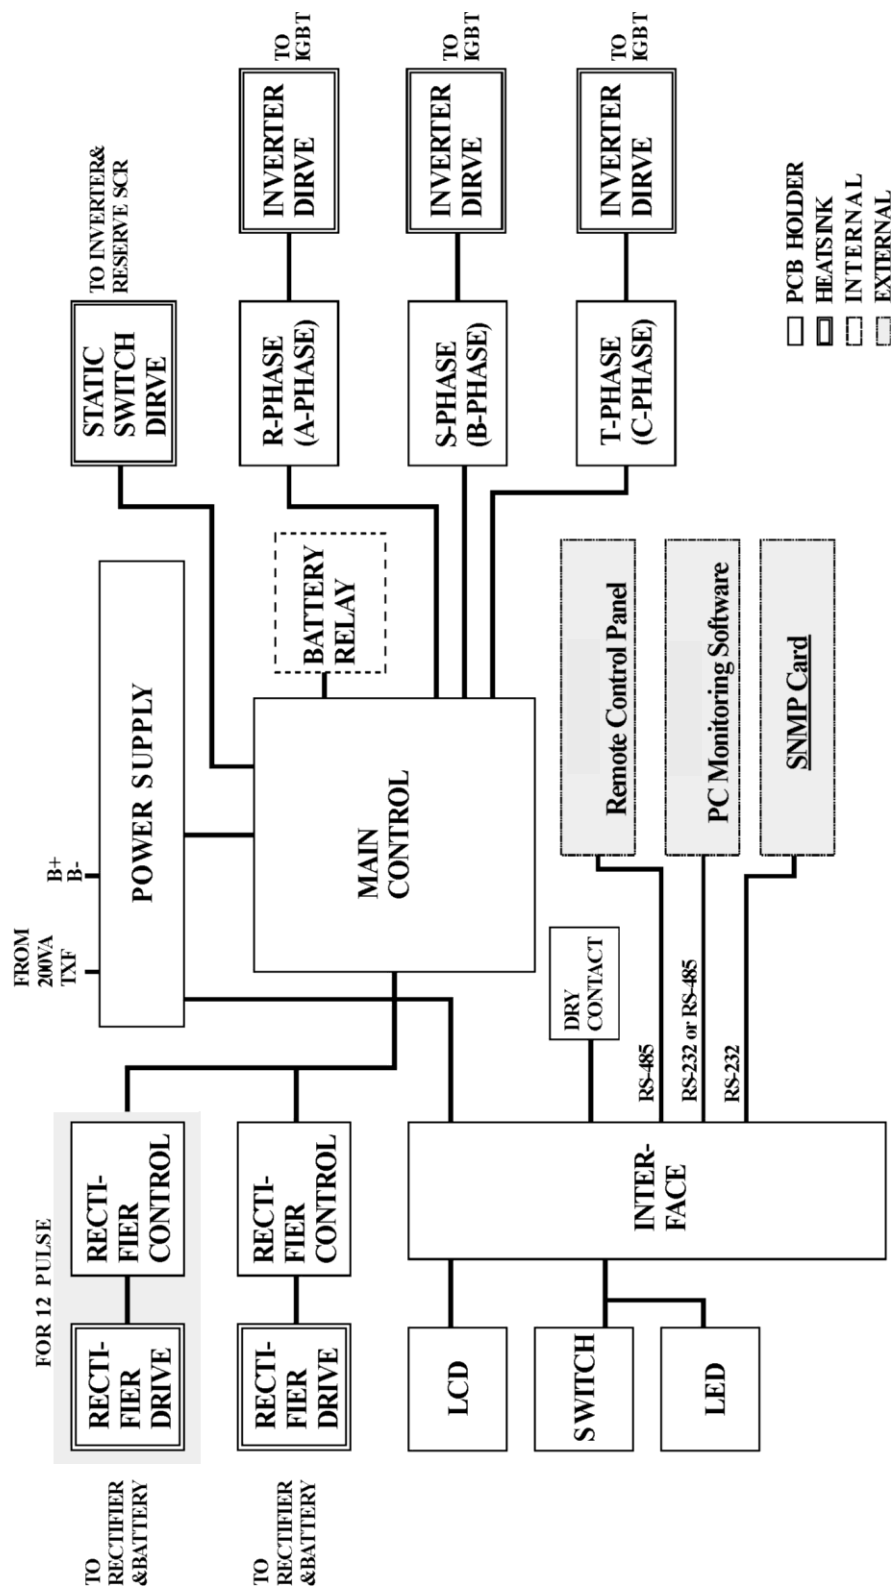 FOR 12 PULSE
TO
RECTIFIER
&BATTERY
RECTI-
FIER
DRIVE
RECTI-
FIER
CONTROL
FROM
200VA
TXF
B+
B-
POWER SUPPLY
STATIC
SWITCH
DIRVE
TO INVERTER&
RESERVE SCR
TO
RECTIFIER
&BATTERY
RECTI-
FIER
DRIVE
RECTI-
FIER
CONTROL
MAIN
CONTROL
BATTERY
RELAY
R-PHASE
(A-PHASE)
INVERTER
DIRVE
TO
IGBT
S-PHASE
(B-PHASE)
INVERTER
DIRVE
TO
IGBT
T-PHASE
(C-PHASE)
INVERTER
DIRVE
TO
IGBT
LCD
SWITCH
LED
INTER-
FACE
DRY
CONTACT
RS-485
RS-232 or RS-485
RS-232
Remote Control Panel
PC Monitoring Software
SNMP Card
PCB HOLDER
HEATSINK
INTERNAL
EXTERNAL